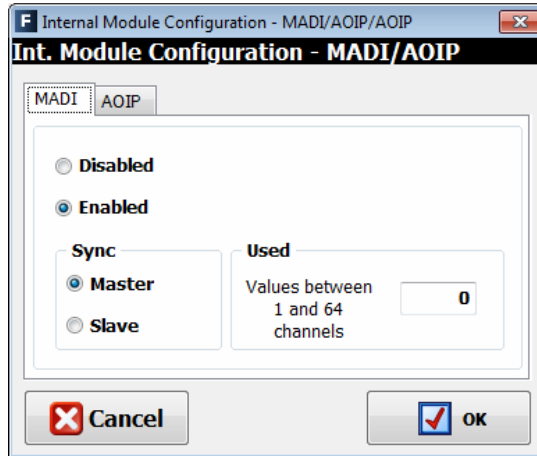 F Internal Module Configuration - MADI/AOIP/AOIP
Int. Module Configuration - MADI/AOIP
MADI AOIP
Disabled
Enabled
Sync
Master
Slave
Used
Values between
1 and 64
channels
0
Cancel
OK